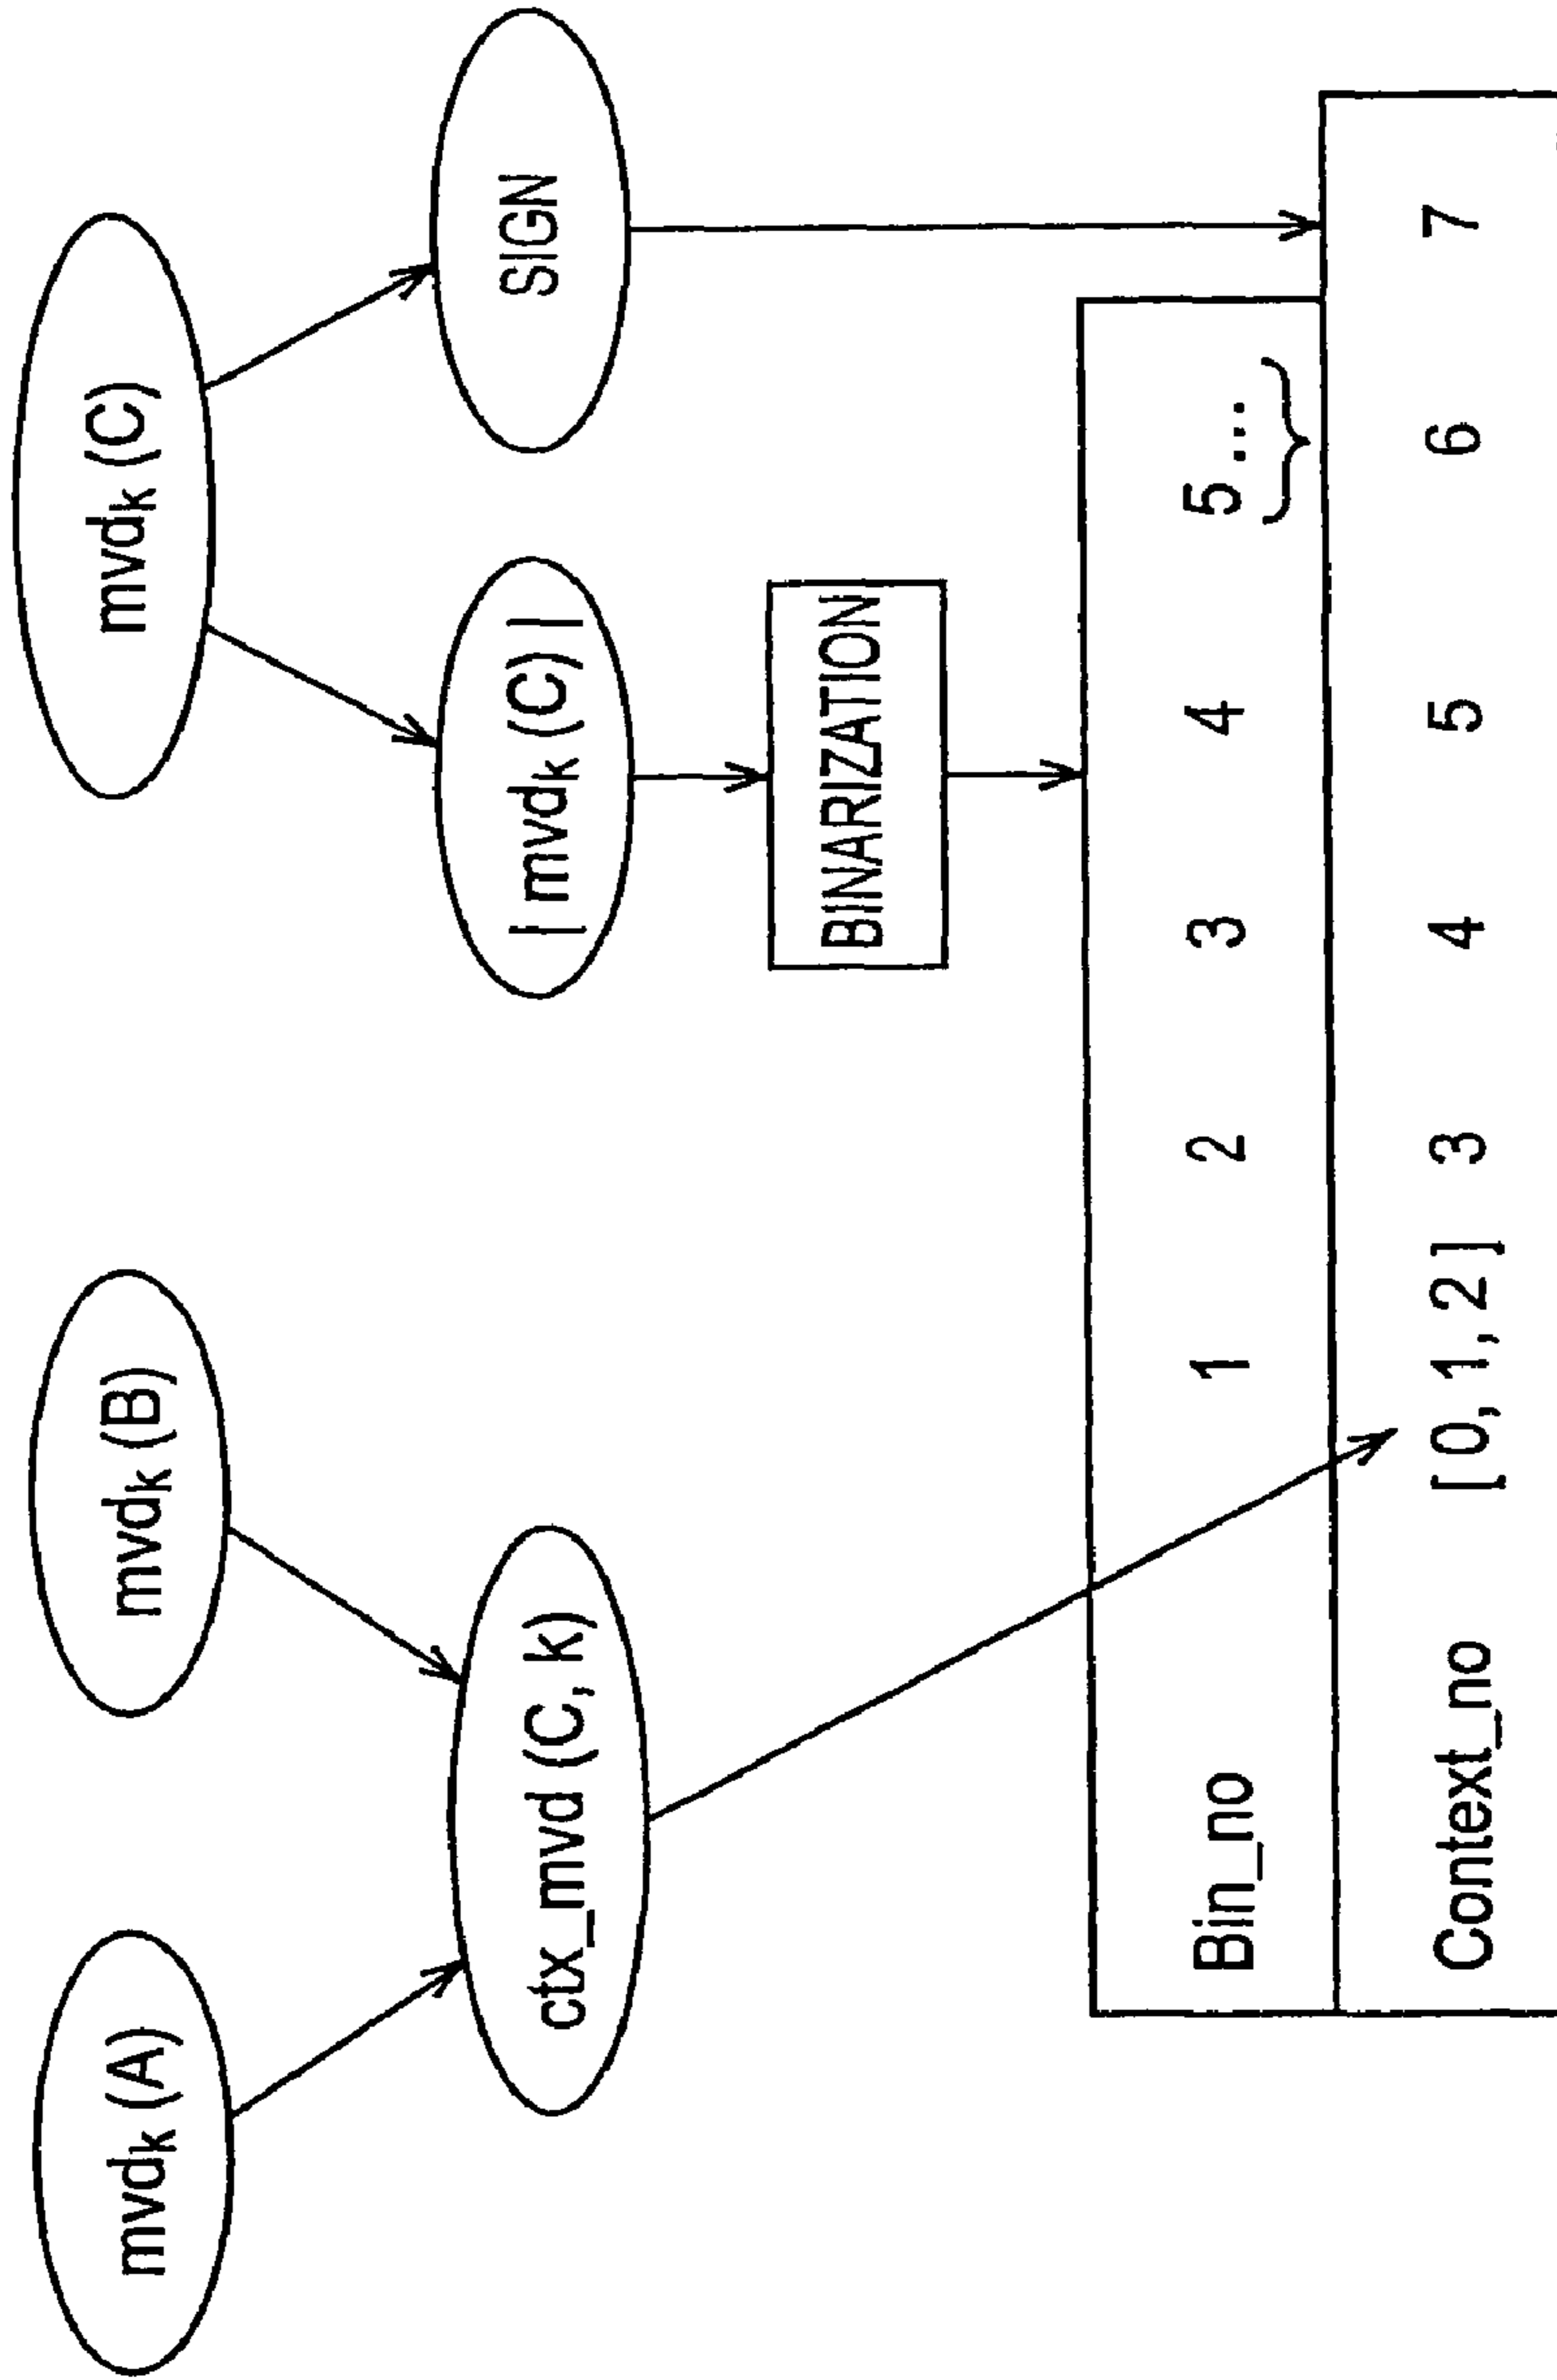 mvdK (A)
mvdK (B)
mvdK (C)
ctx_mvd (C, k)
| mvdK (C) |
SIGN
BINARIZATION
Bin_no 1 2 3 4 5 ...
Context_no [ 0, 1, 2 ] 3 4 5 6 7